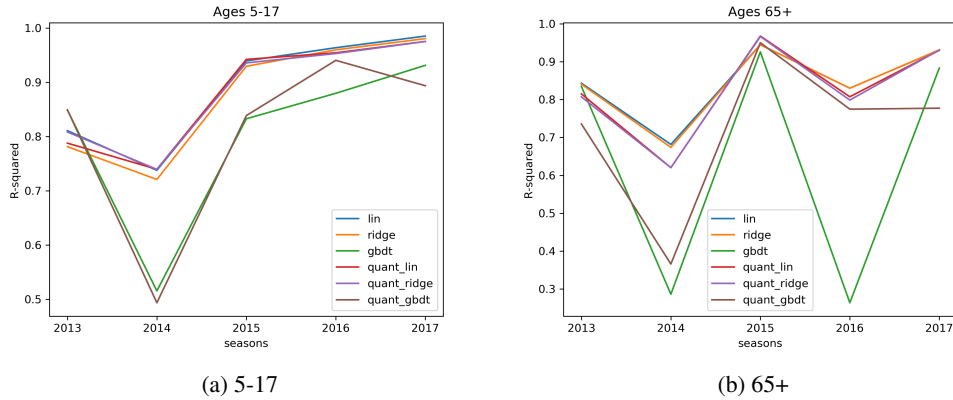 Ages 5-17
R-squared
1.0
0.9
0.8
0.7
0.6
0.5
lin
ridge
gbdt
quant_lin
quant_ridge
quant_gbdt
2013 2014 2015 2016 2017
seasons
(a) 5-17
Ages 65+
R-squared
1.0
0.9
0.8
0.7
0.6
0.5
0.4
0.3
lin
ridge
gbdt
quant_lin
quant_ridge
quant_gbdt
2013 2014 2015 2016 2017
seasons
(b) 65+